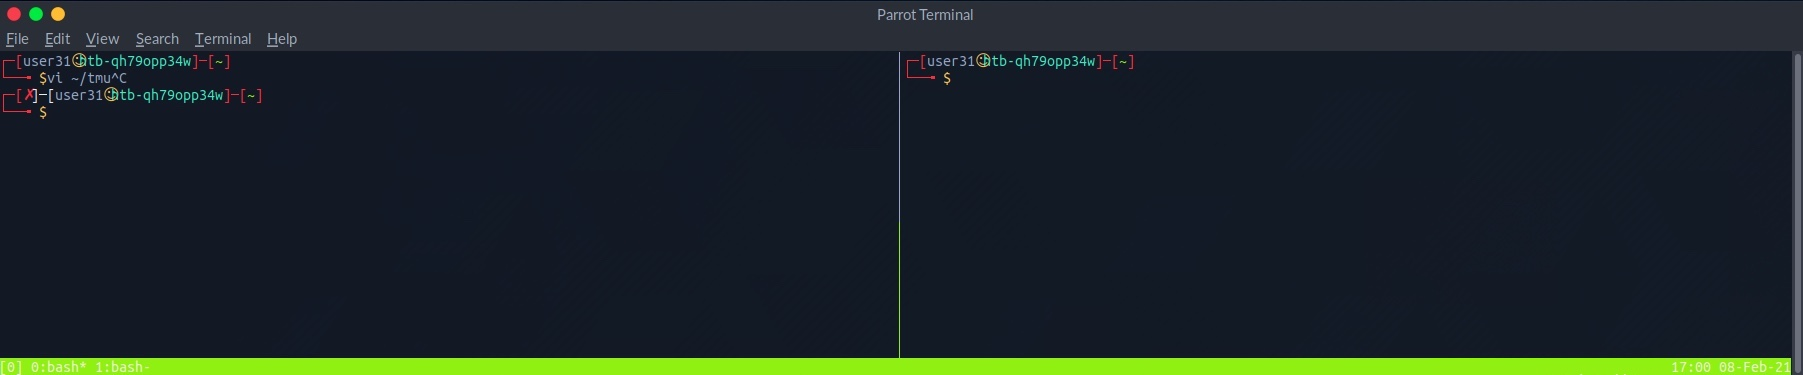 Parrot Terminal
File Edit View Search Terminal Help
[user31☺htb-qh79opp34w]─[~]
$vi ~/tmu^C
[✗]─[user31☺htb-qh79opp34w]─[~]
$
[user31☺htb-qh79opp34w]─[~]
$
[0] 0:bash* 1:bash-
17:00 08-Feb-21